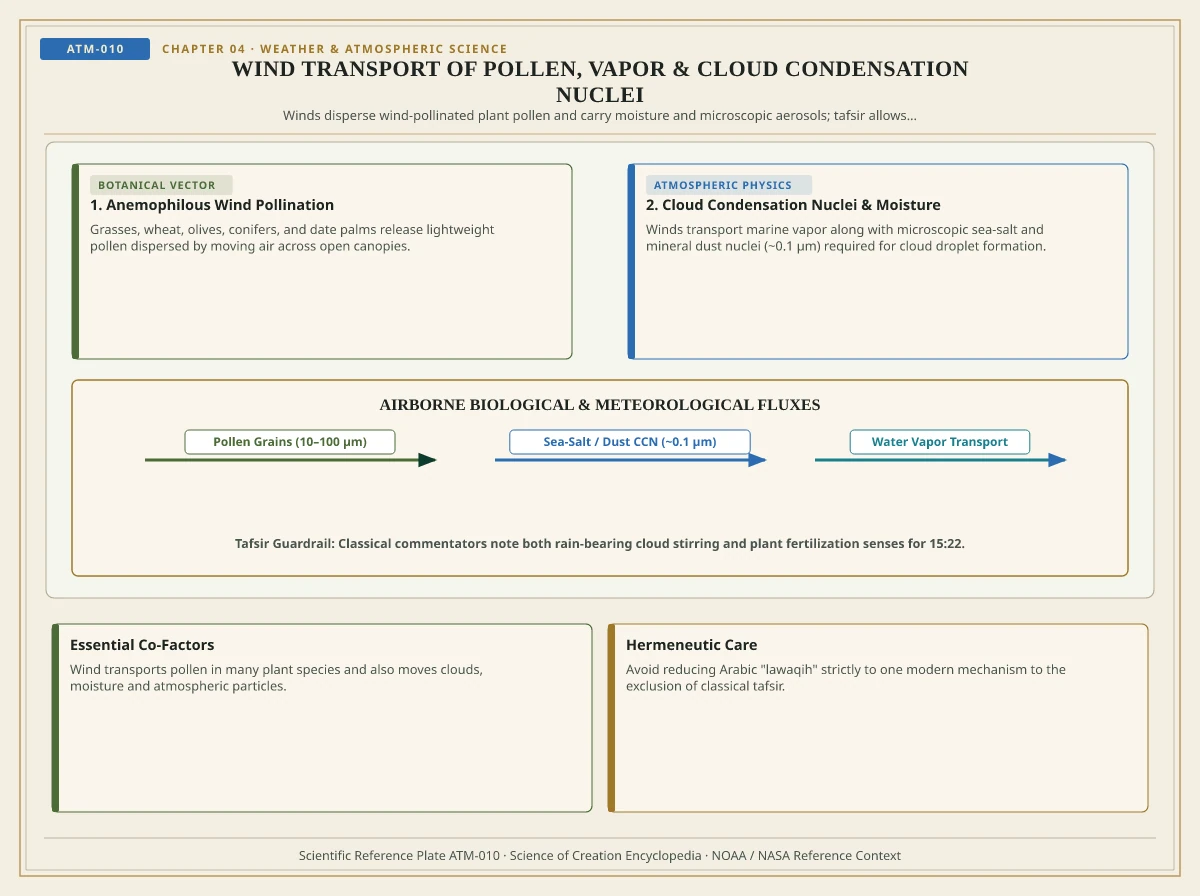 ATM-010
CHAPTER 04 · WEATHER & ATMOSPHERIC SCIENCE
WIND TRANSPORT OF POLLEN, VAPOR & CLOUD CONDENSATION
NUCLEI
Winds disperse wind-pollinated plant pollen and carry moisture and microscopic aerosols; tafsir allows...
BOTANICAL VECTOR
1. Anemophilous Wind Pollination
Grasses, wheat, olives, conifers, and date palms release lightweight
pollen dispersed by moving air across open canopies.
ATMOSPHERIC PHYSICS
2. Cloud Condensation Nuclei & Moisture
Winds transport marine vapor along with microscopic sea-salt and
mineral dust nuclei (~0.1 µm) required for cloud droplet formation.
AIRBORNE BIOLOGICAL & METEOROLOGICAL FLUXES
Pollen Grains (10–100 µm)
Sea-Salt / Dust CCN (~0.1 µm)
Water Vapor Transport
Tafsir Guardrail: Classical commentators note both rain-bearing cloud stirring and plant fertilization senses for 15:22.
Essential Co-Factors
Wind transports pollen in many plant species and also moves clouds,
moisture and atmospheric particles.
Hermeneutic Care
Avoid reducing Arabic "lawaqih" strictly to one modern mechanism to the
exclusion of classical tafsir.
Scientific Reference Plate ATM-010 · Science of Creation Encyclopedia · NOAA / NASA Reference Context